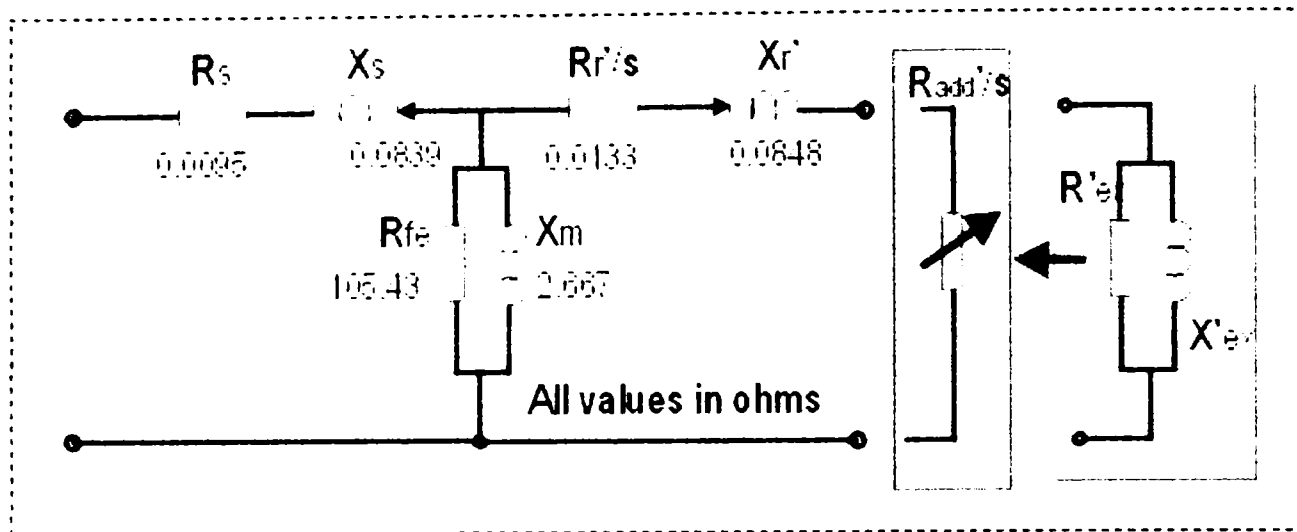 Rs
Xs
Rr'/s
Xr'
Radd'/s
0.0095
0.0839
0.0133
0.0848
Rfe
Xm
105.43
2.667
All values in ohms